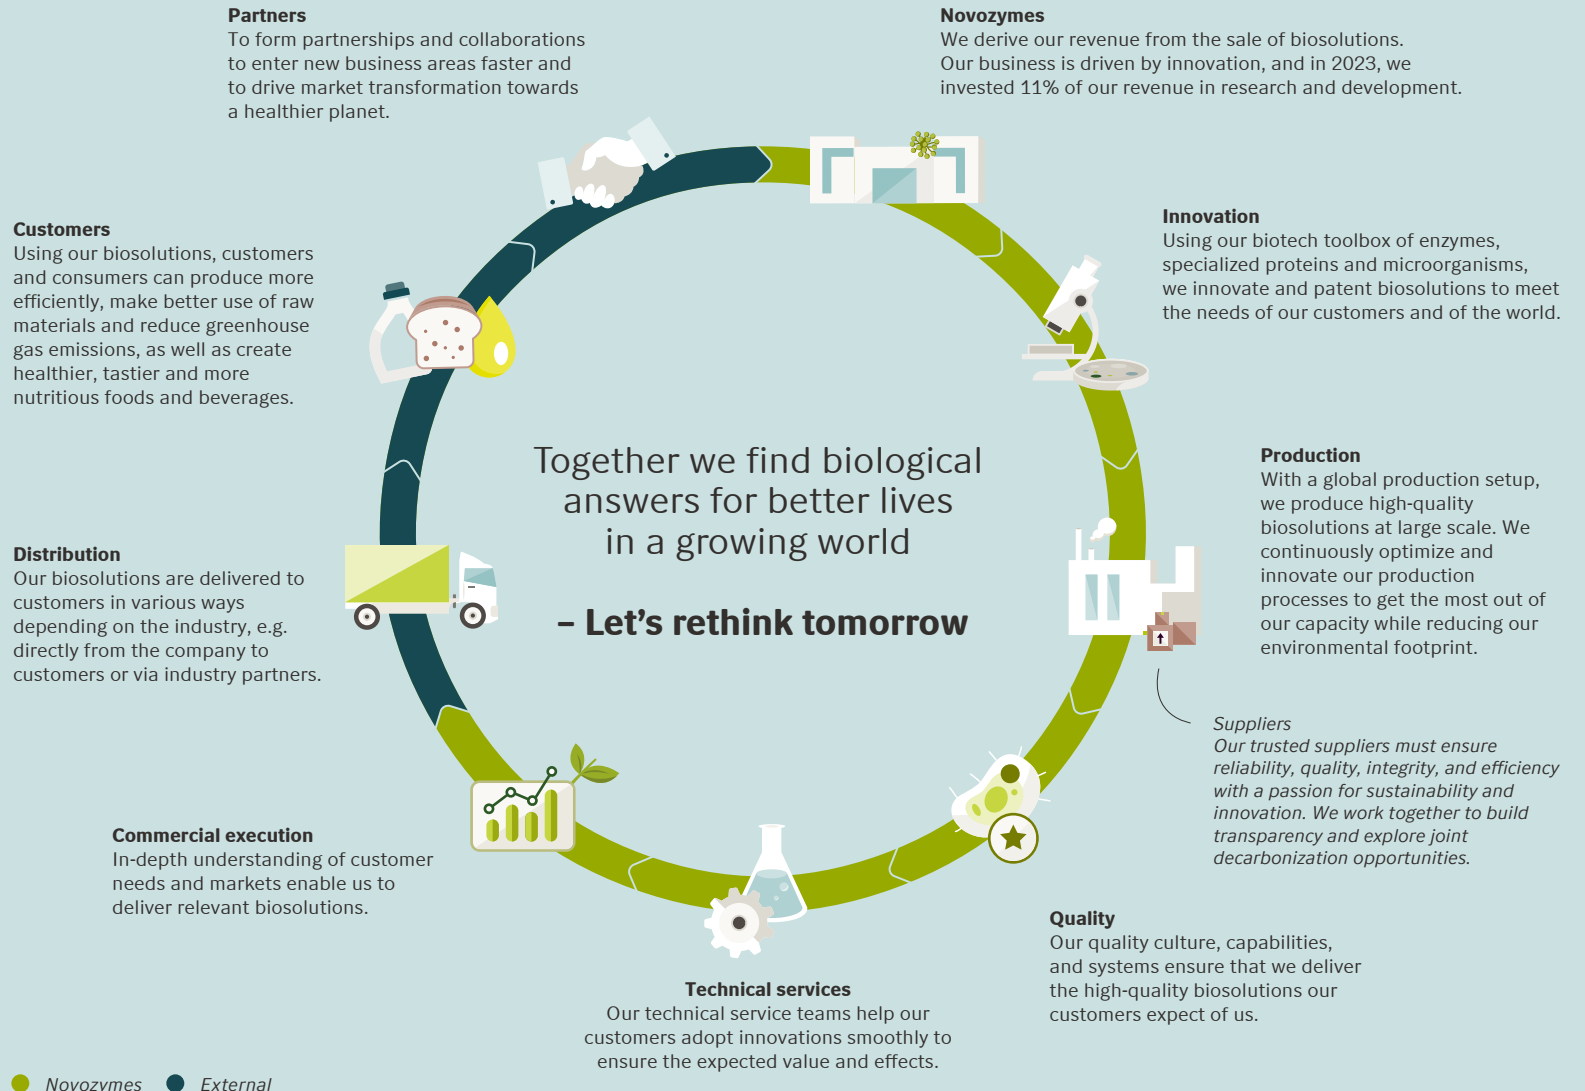 Partners
To form partnerships and collaborations
to enter new business areas faster and
to drive market transformation towards
a healthier planet.
Novozymes
We derive our revenue from the sale of biosolutions.
Our business is driven by innovation, and in 2023, we
invested 11% of our revenue in research and development.
Innovation
Using our biotech toolbox of enzymes,
specialized proteins and microorganisms,
we innovate and patent biosolutions to meet
the needs of our customers and of the world.
Production
With a global production setup,
we produce high-quality
biosolutions at large scale. We
continuously optimize and
innovate our production
processes to get the most out of
our capacity while reducing our
environmental footprint.
Suppliers
Our trusted suppliers must ensure
reliability, quality, integrity, and efficiency
with a passion for sustainability and
innovation. We work together to build
transparency and explore joint
decarbonization opportunities.
Quality
Our quality culture, capabilities,
and systems ensure that we deliver
the high-quality biosolutions our
customers expect of us.
Technical services
Our technical service teams help our
customers adopt innovations smoothly to
ensure the expected value and effects.
Commercial execution
In-depth understanding of customer
needs and markets enable us to
deliver relevant biosolutions.
Distribution
Our biosolutions are delivered to
customers in various ways
depending on the industry, e.g.
directly from the company to
customers or via industry partners.
Customers
Using our biosolutions, customers
and consumers can produce more
efficiently, make better use of raw
materials and reduce greenhouse
gas emissions, as well as create
healthier, tastier and more
nutritious foods and beverages.
Together we find biological
answers for better lives
in a growing world
– Let's rethink tomorrow
Novozymes
External